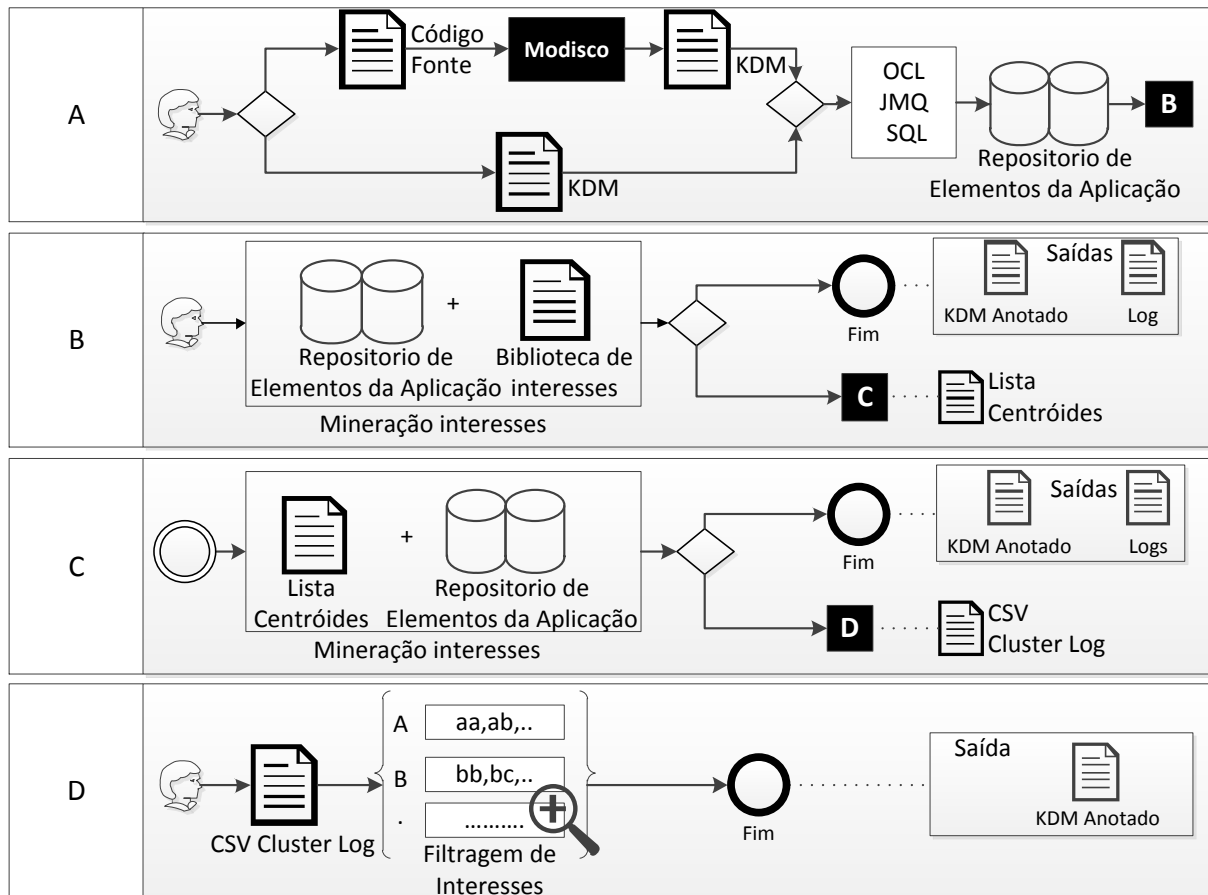 A
Código
Fonte
Modisco
KDM
KDM
OCL
JMQ
SQL
Repositorio de
Elementos da Aplicação
B
B
Repositorio de
Elementos da Aplicação
+
Biblioteca de
interesses
Mineração interesses
Fim
Saídas
KDM Anotado
Log
C
Lista
Centróides
C
Lista
Centróides
+
Repositorio de
Elementos da Aplicação
Mineração interesses
Fim
Saídas
KDM Anotado
Logs
D
CSV
Cluster Log
D
CSV Cluster Log
A
aa,ab,..
B
bb,bc,..
.
..........
Filtragem de
Interesses
Fim
Saída
KDM Anotado